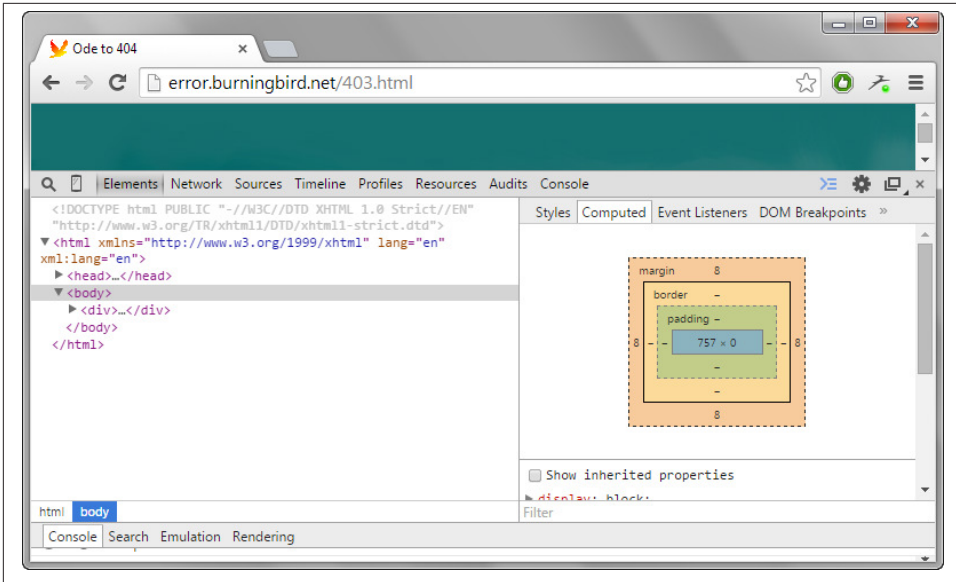 Ode to 404
error.burningbird.net/403.html
Elements Network Sources Timeline Profiles Resources Audits Console
<!DOCTYPE html PUBLIC "-//W3C//DTD XHTML 1.0 Strict//EN"
"http://www.w3.org/TR/xhtml1/DTD/xhtml1-strict.dtd">
<html xmlns="http://www.w3.org/1999/xhtml" lang="en"
xml:lang="en">
<head>…</head>
<body>
<div>…</div>
</body>
</html>
Styles Computed Event Listeners DOM Breakpoints »
margin 8
border –
padding –
8 – – 757 × 0 – – 8
–
–
8
Show inherited properties
display: block;
html body
Filter
Console Search Emulation Rendering